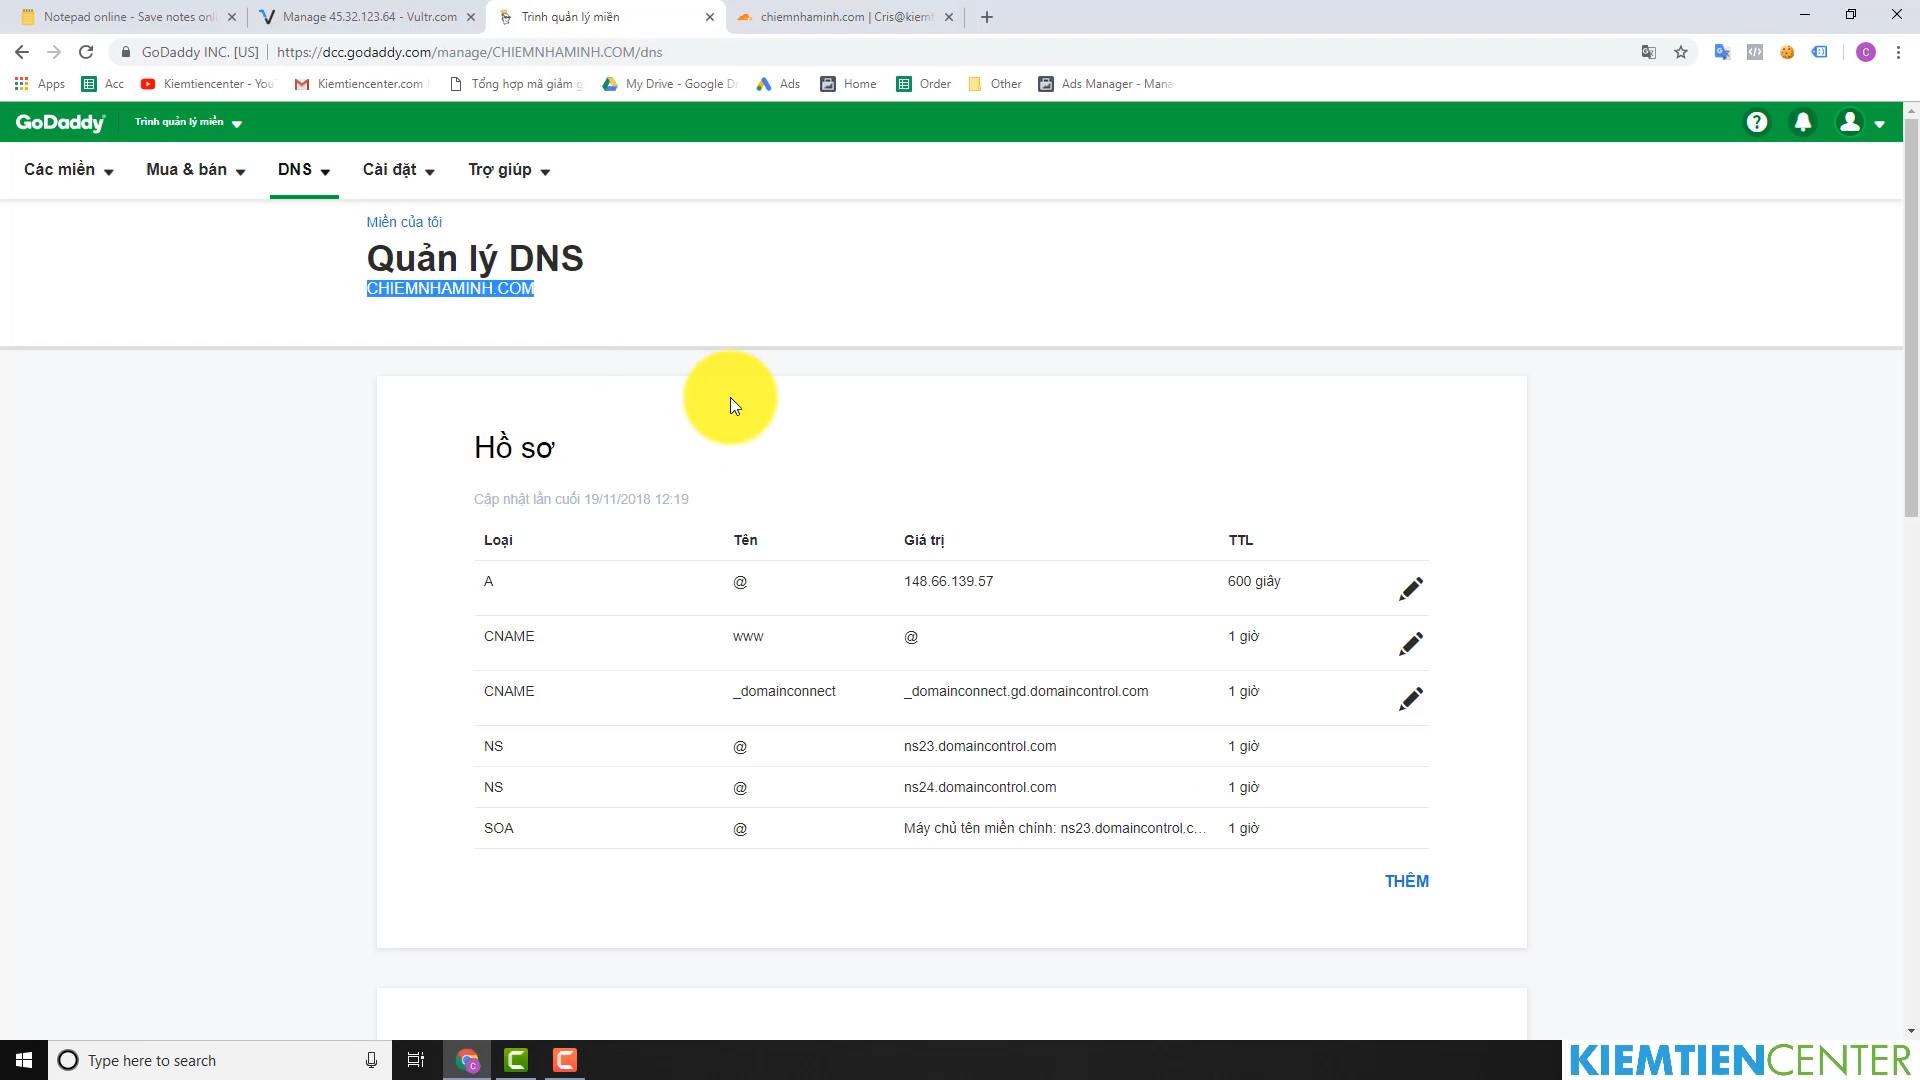 Notepad online - Save notes onl
Manage 45.32.123.64 - Vultr.com
Trình quản lý miền
chiemnhaminh.com | Cris@kiemt
GoDaddy INC. [US] | https://dcc.godaddy.com/manage/CHIEMNHAMINH.COM/dns
Apps
Acc
Kiemtiencenter - You
Kiemtiencenter.com
Tổng hợp mã giảm g
My Drive - Google Dr
Ads
Home
Order
Other
Ads Manager - Mana
GoDaddy
Trình quản lý miền
Các miền
Mua & bán
DNS
Cài đặt
Trợ giúp
Miền của tôi
Quản lý DNS
CHIEMNHAMINH.COM
Hồ sơ
Cập nhật lần cuối 19/11/2018 12:19
Loại Tên Giá trị TTL
A @ 148.66.139.57 600 giây
CNAME www @ 1 giờ
CNAME _domainconnect _domainconnect.gd.domaincontrol.com 1 giờ
NS @ ns23.domaincontrol.com 1 giờ
NS @ ns24.domaincontrol.com 1 giờ
SOA @ Máy chủ tên miền chính: ns23.domaincontrol.c... 1 giờ
THÊM
Type here to search
KIEMTIENCENTER